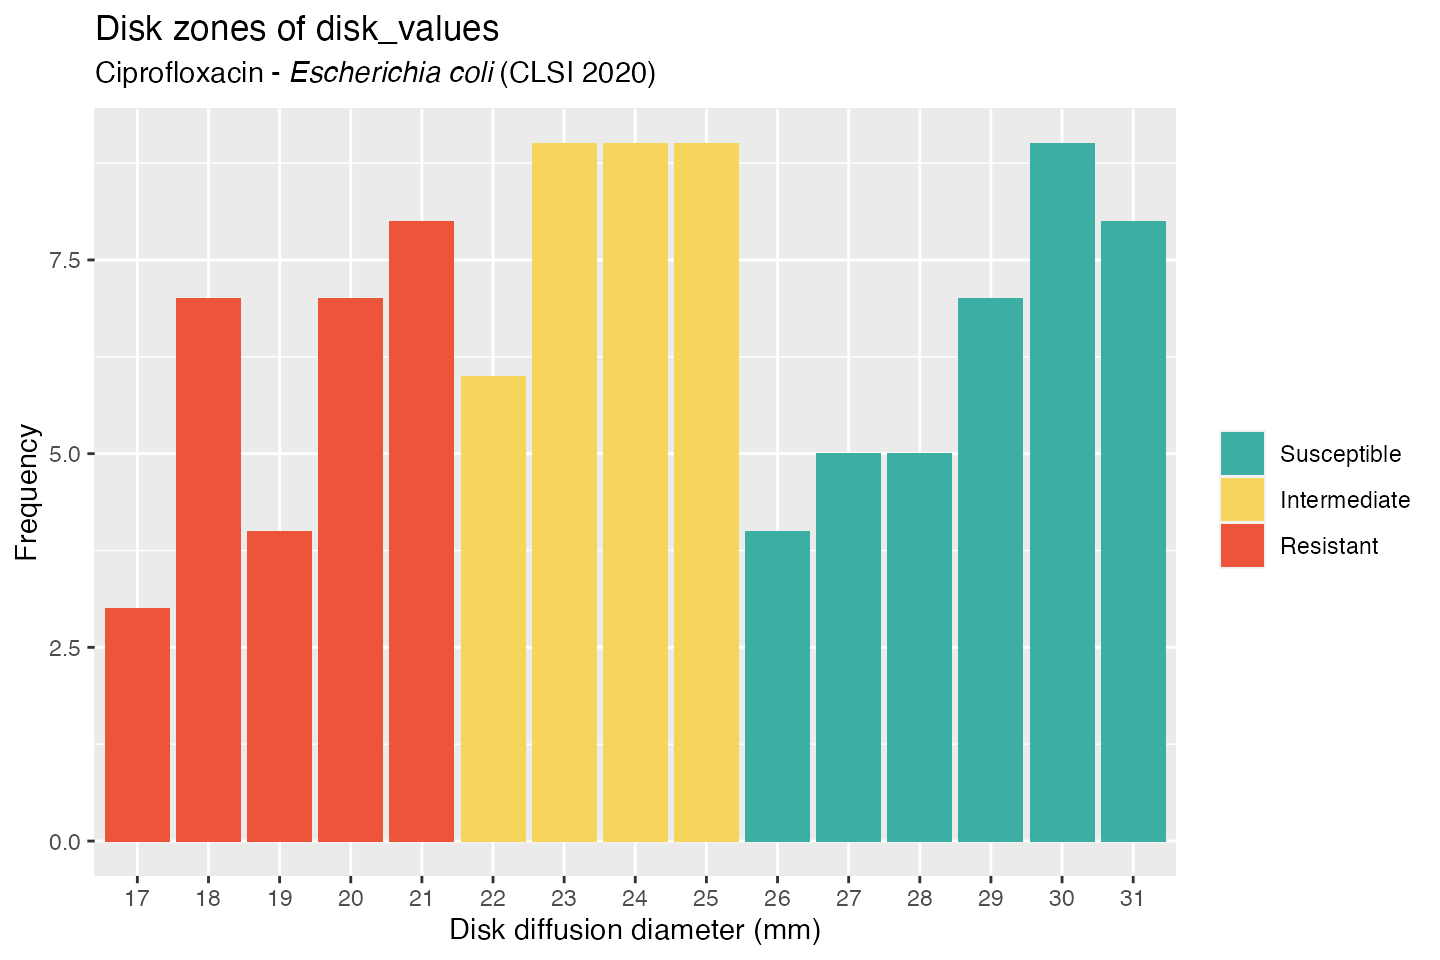 Disk zones of disk_values
Ciprofloxacin - Escherichia coli (CLSI 2020)
Frequency
7.5
5.0
2.5
0.0
17 18 19 20 21 22 23 24 25 26 27 28 29 30 31
Disk diffusion diameter (mm)
Susceptible
Intermediate
Resistant